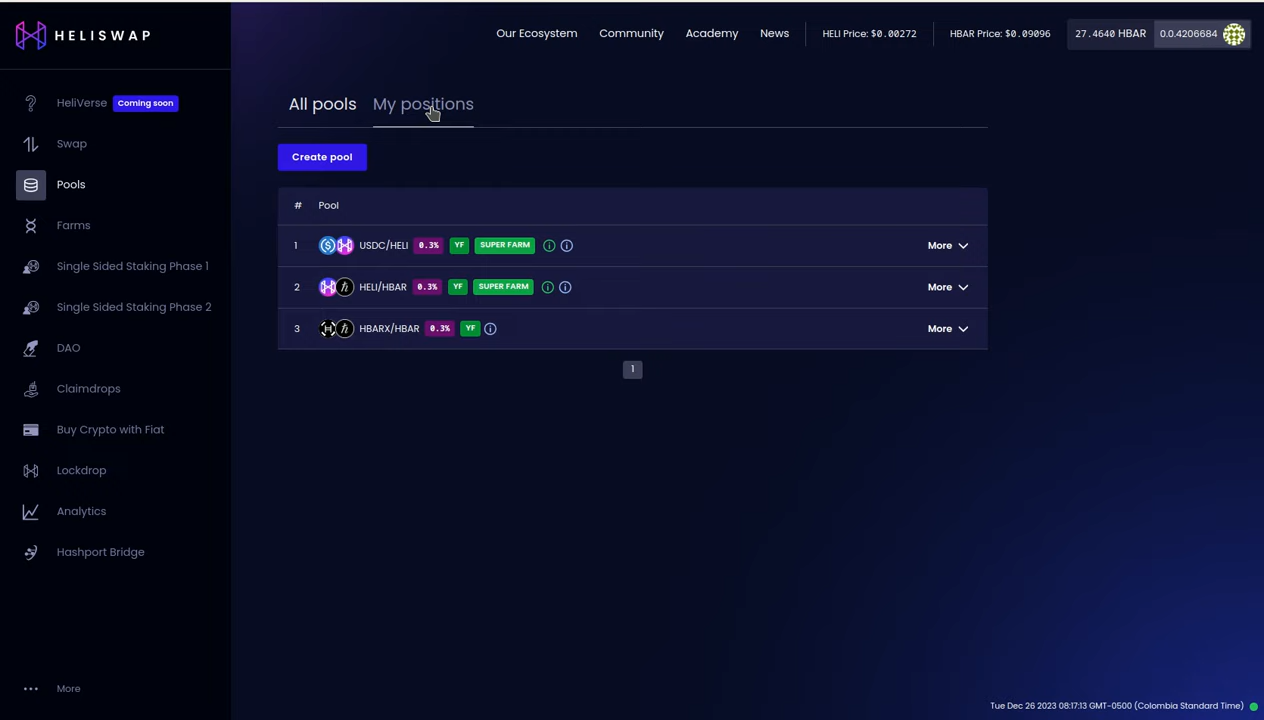 HELISWAP
Our Ecosystem Community Academy News HELI Price: $0.00272 HBAR Price: $0.09096 27.4640 HBAR 0.0.4206684
HeliVerse Coming soon
Swap
Pools
Farms
Single Sided Staking Phase 1
Single Sided Staking Phase 2
DAO
Claimdrops
Buy Crypto with Fiat
Lockdrop
Analytics
Hashport Bridge
More
All pools My positions
Create pool
# Pool
1 USDC/HELI 0.3% YF SUPER FARM More
2 HELI/HBAR 0.3% YF SUPER FARM More
3 HBARX/HBAR 0.3% YF More
1
Tue Dec 26 2023 08:17:13 GMT-0500 (Colombia Standard Time)